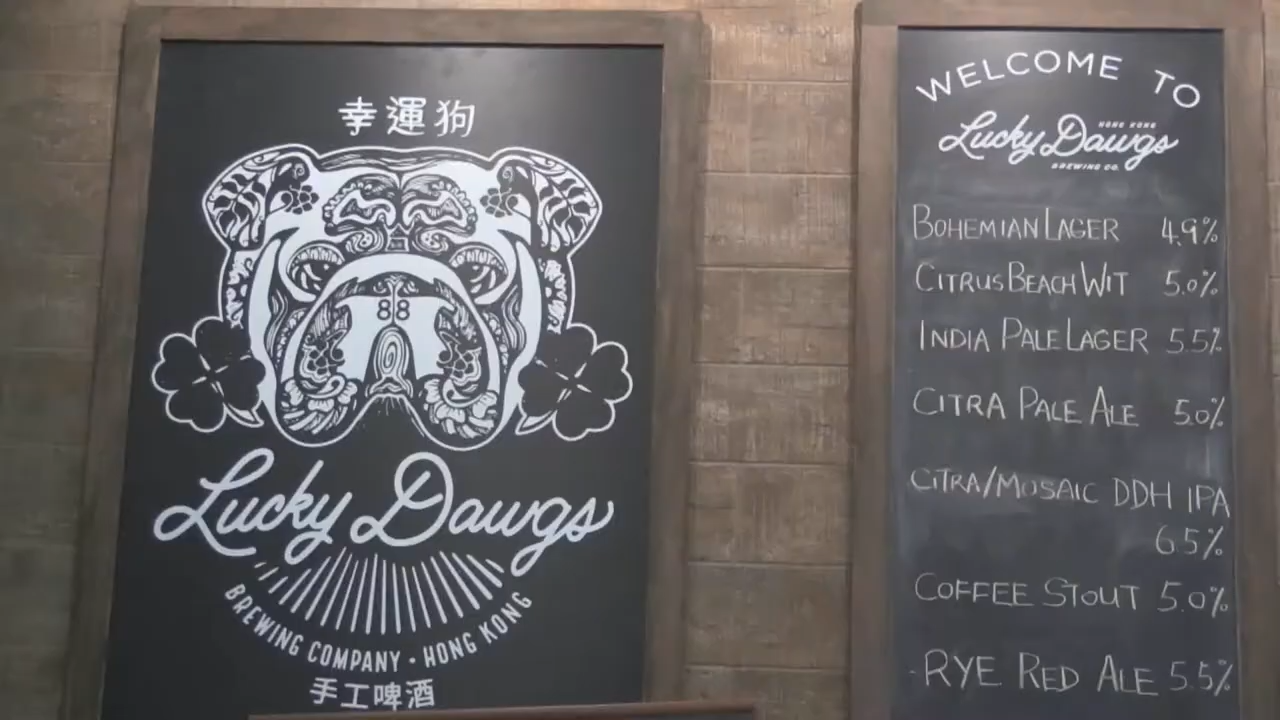 幸運狗
88
Lucky Dawgs
BREWING COMPANY · HONG KONG
手工啤酒
WELCOME TO
HONG KONG
Lucky Dawgs
BREWING CO.
BOHEMIAN LAGER 4.9%
CITRUS BEACH WIT 5.0%
INDIA PALE LAGER 5.5%
CITRA PALE ALE 5.0%
CITRA/MOSAIC DDH IPA
6.5%
COFFEE STOUT 5.0%
RYE RED ALE 5.5%